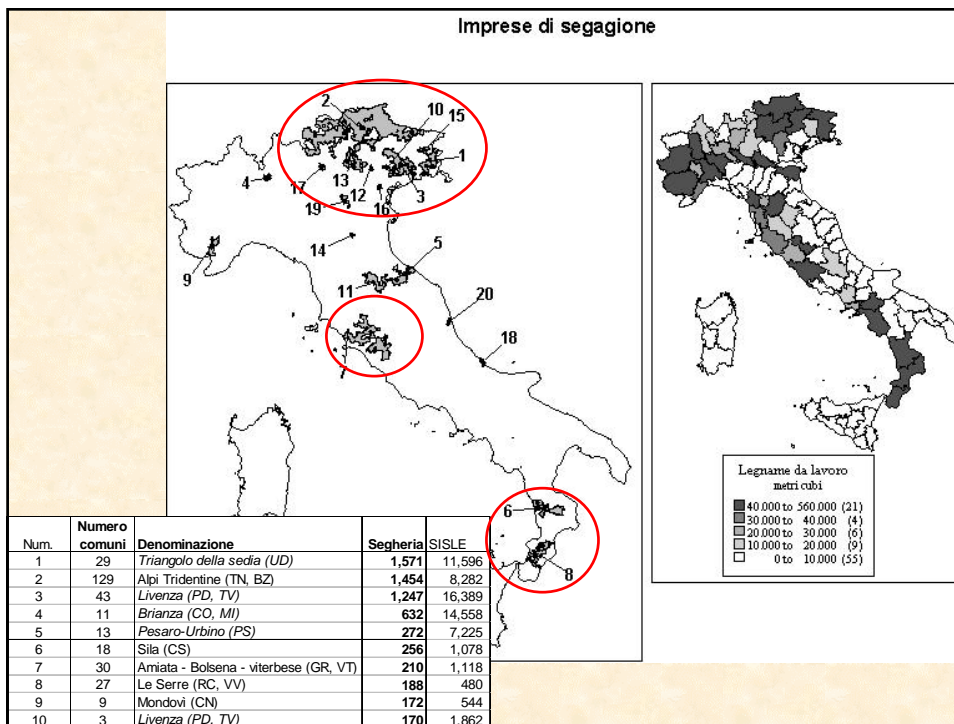 Imprese di segagione
2
10
15
1
4
17
13
12
16
3
19
14
9
5
11
20
18
6
8
Legname da lavoro
metri cubi
40.000 to 560.000 (21)
30.000 to 40.000 (4)
20.000 to 30.000 (6)
10.000 to 20.000 (9)
0 to 10.000 (55)
Num. Numero comuni Denominazione Segheria SISLE
1 29 Triangolo della sedia (UD) 1,571 11,596
2 129 Alpi Tridentine (TN, BZ) 1,454 8,282
3 43 Livenza (PD, TV) 1,247 16,389
4 11 Brianza (CO, MI) 632 14,558
5 13 Pesaro-Urbino (PS) 272 7,225
6 18 Sila (CS) 256 1,078
7 30 Amiata - Bolsena - viterbese (GR, VT) 210 1,118
8 27 Le Serre (RC, VV) 188 480
9 9 Mondovì (CN) 172 544
10 3 Livenza (PD, TV) 170 1,862